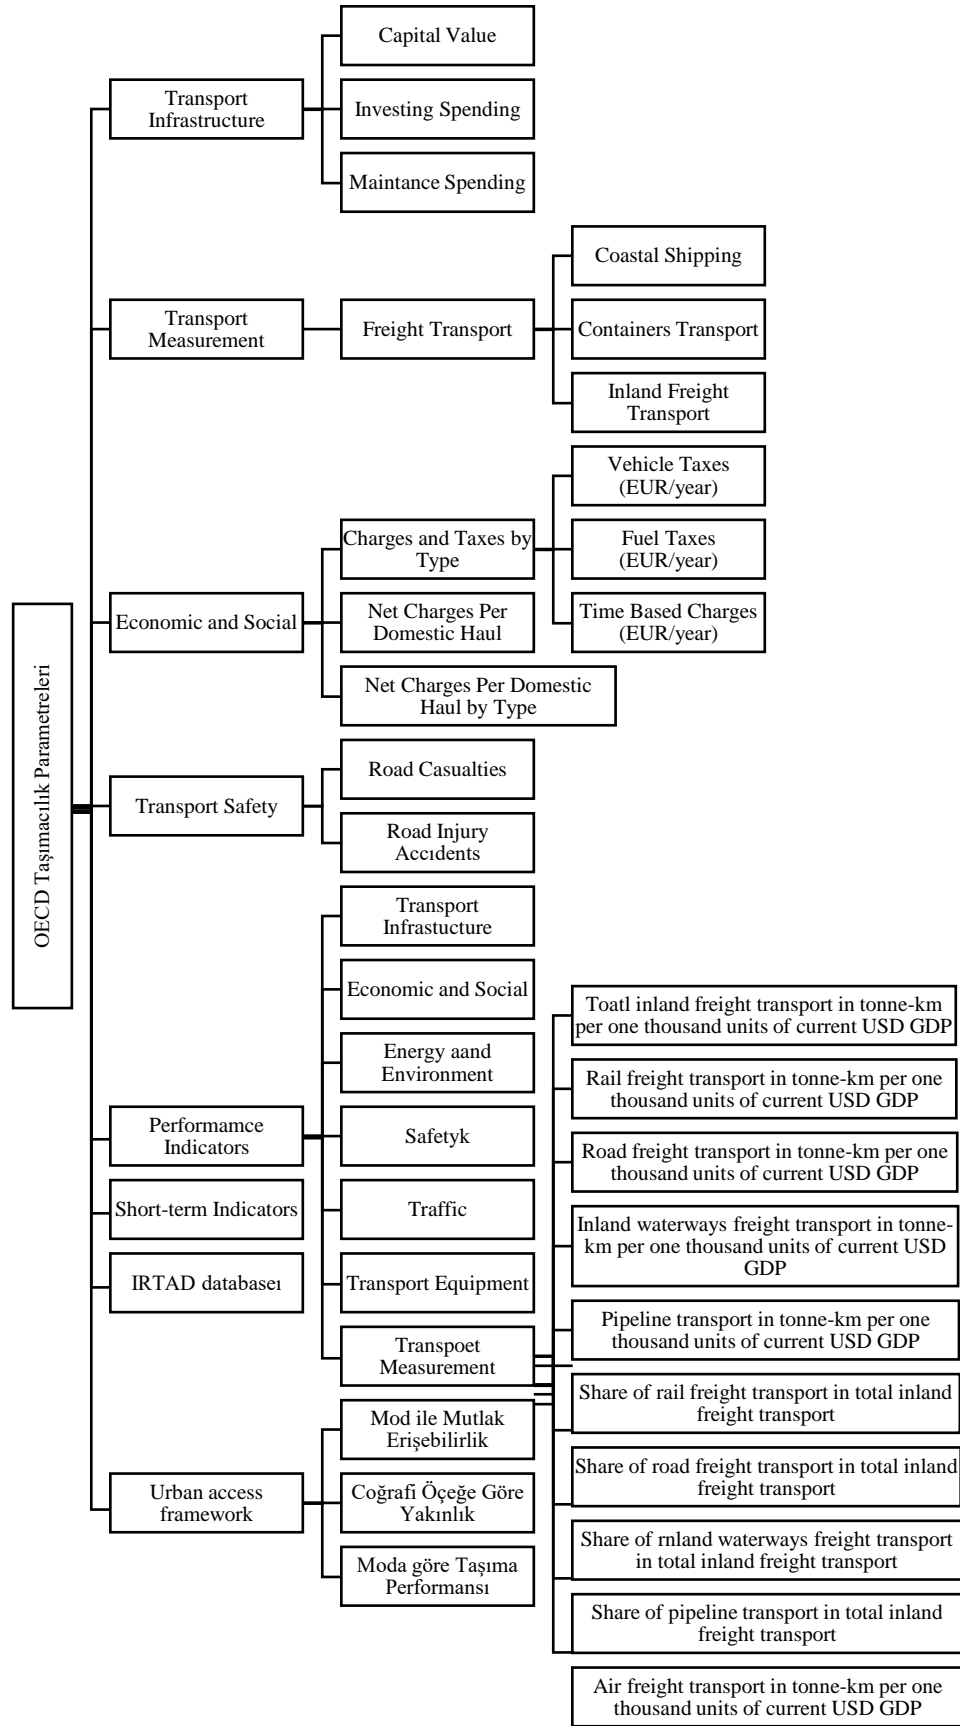 OECD Taşımacılık Parametreleri
Transport
Infrastructure
Capital Value
Investing Spending
Maintance Spending
Transport
Measurement
Freight Transport
Coastal Shipping
Containers Transport
Inland Freight
Transport
Economic and Social
Charges and Taxes by
Type
Vehicle Taxes
(EUR/year)
Fuel Taxes
(EUR/year)
Time Based Charges
(EUR/year)
Net Charges Per
Domestic Haul
Net Charges Per Domestic
Haul by Type
Transport Safety
Road Casualties
Road Injury
Accıdents
Performamce
Indicators
Transport
Infrastucture
Economic and Social
Energy aand
Environment
Safetyk
Traffic
Transport Equipment
Transpoet
Measurement
Toatl inland freight transport in tonne-km
per one thousand units of current USD GDP
Rail freight transport in tonne-km per one
thousand units of current USD GDP
Road freight transport in tonne-km per one
thousand units of current USD GDP
Inland waterways freight transport in tonne-
km per one thousand units of current USD
GDP
Pipeline transport in tonne-km per one
thousand units of current USD GDP
Share of rail freight transport in total inland
freight transport
Share of road freight transport in total inland
freight transport
Share of rnland waterways freight transport
in total inland freight transport
Share of pipeline transport in total inland
freight transport
Air freight transport in tonne-km per one
thousand units of current USD GDP
Short-term Indicators
IRTAD databaseı
Urban access
framework
Mod ile Mutlak
Erişebilirlik
Coğrafi Öçeğe Göre
Yakınlık
Moda göre Taşıma
Performansı